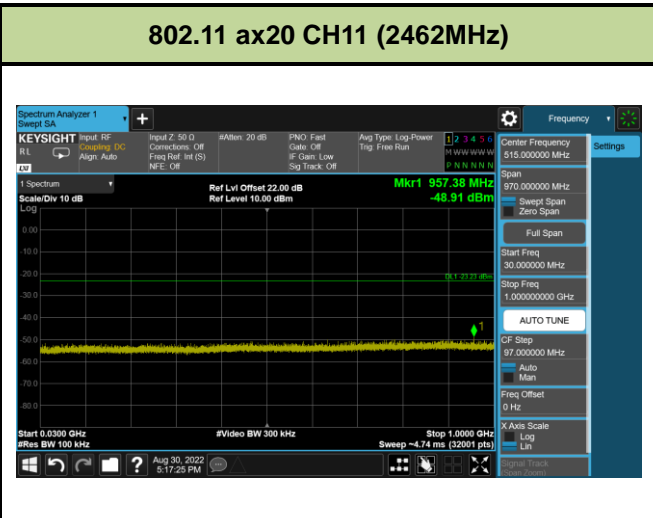 802.11 ax20 CH11 (2462MHz)
Spectrum Analyzer 1
Swept SA
Frequency
KEYSIGHT
RL
LXI
Input: RF
Coupling: DC
Align: Auto
Input Z: 50 Ω
Corrections: Off
Freq Ref: Int (S)
NFE: Off
#Atten: 20 dB
PNO: Fast
Gate: Off
IF Gain: Low
Sig Track: Off
Avg Type: Log-Power
Trig: Free Run
1 2 3 4 5 6
M W W W W W
P N N N N N
Settings
1 Spectrum
Scale/Div 10 dB
Log
Ref Lvl Offset 22.00 dB
Ref Level 10.00 dBm
Mkr1 957.38 MHz
-48.91 dBm
0.00
-10.0
-20.0
-30.0
-40.0
-50.0
-60.0
-70.0
-80.0
DL1 -23.23 dBm
1
Start 0.0300 GHz
#Res BW 100 kHz
#Video BW 300 kHz
Stop 1.0000 GHz
Sweep ~4.74 ms (32001 pts)
Center Frequency
515.000000 MHz
Span
970.000000 MHz
Swept Span
Zero Span
Full Span
Start Freq
30.000000 MHz
Stop Freq
1.000000000 GHz
AUTO TUNE
CF Step
97.000000 MHz
Auto
Man
Freq Offset
0 Hz
X Axis Scale
Log
Lin
Signal Track
(Span Zoom)
?
Aug 30, 2022
5:17:25 PM